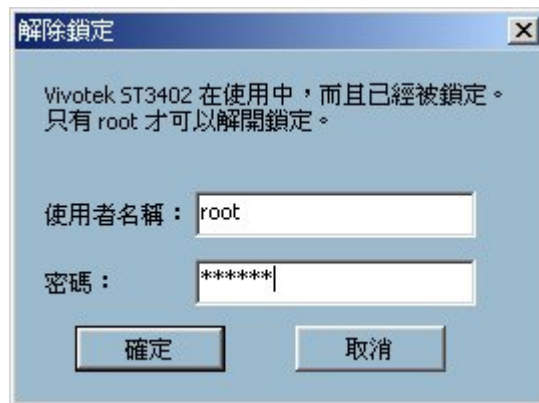 解除鎖定
Vivotek ST3402 在使用中，而且已經被鎖定。
只有 root 才可以解開鎖定。
使用者名稱： root
密碼： ******
確定 取消